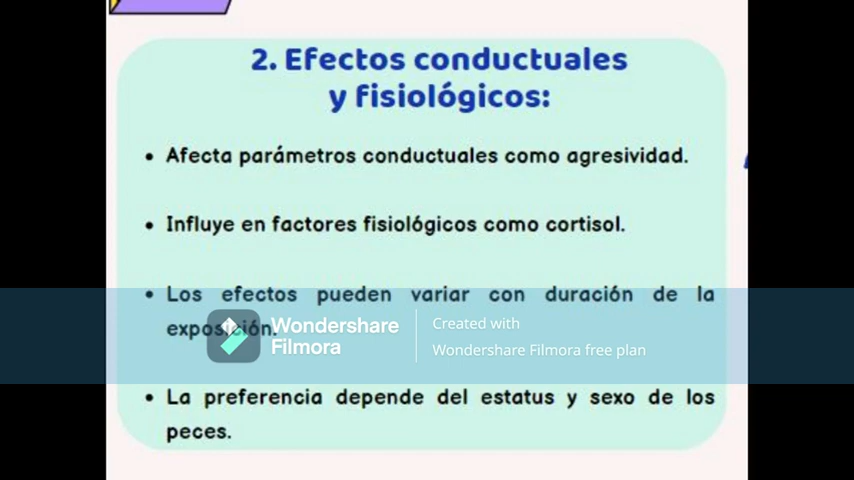 2. Efectos conductuales
y fisiológicos:
• Afecta parámetros conductuales como agresividad.
• Influye en factores fisiológicos como cortisol.
• Los efectos pueden variar con duración de la
exposición.
Wondershare
Filmora
Created with
Wondershare Filmora free plan
• La preferencia depende del estatus y sexo de los
peces.